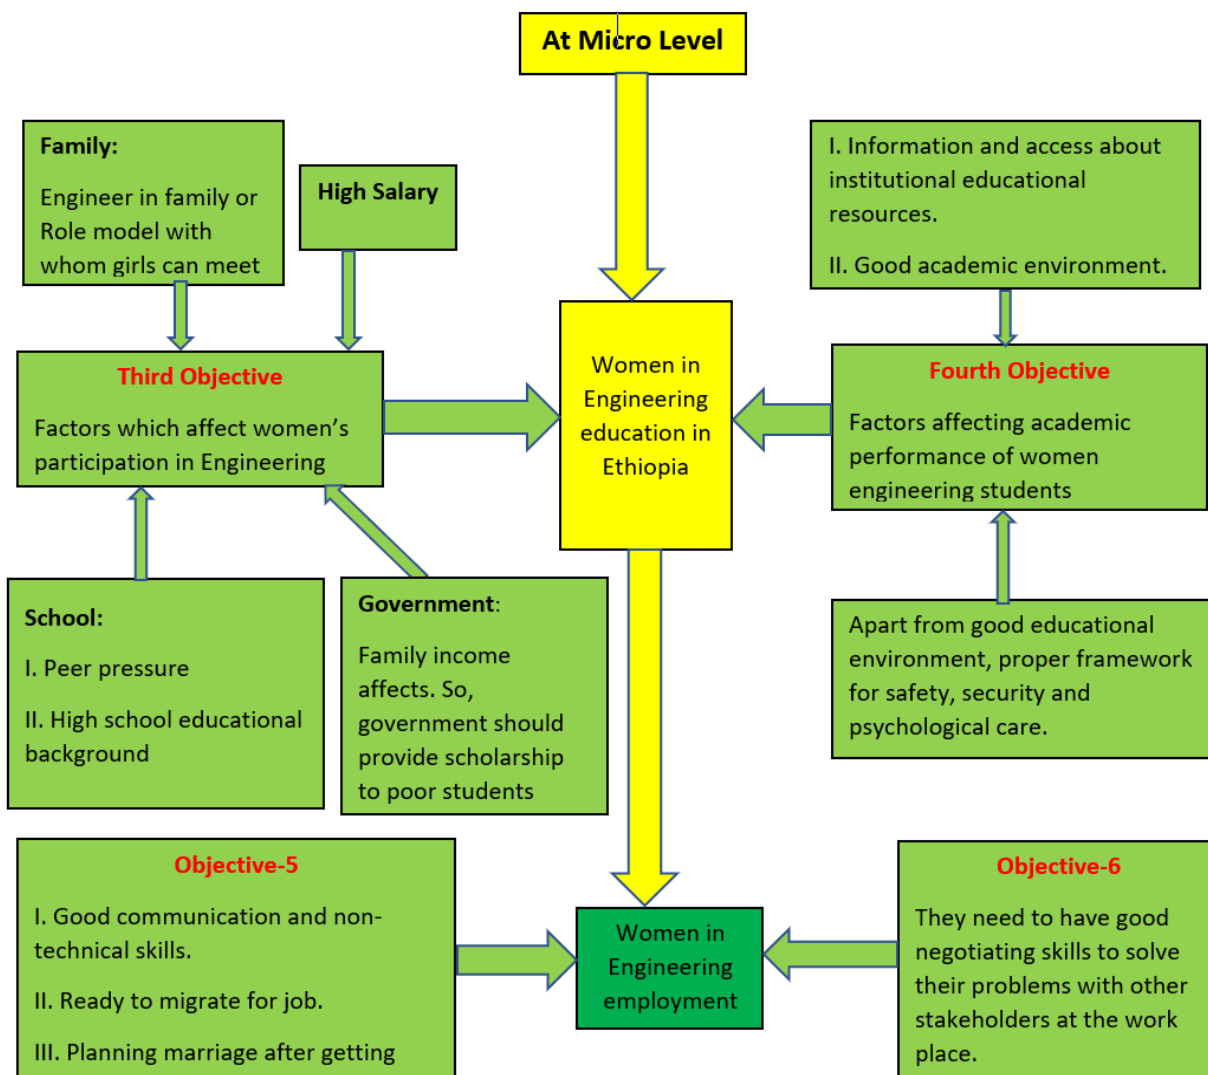 At Micro Level
Family:
Engineer in family or
Role model with
whom girls can meet
High Salary
I. Information and access about
institutional educational
resources.
II. Good academic environment.
Third Objective
Factors which affect women’s
participation in Engineering
Women in
Engineering
education in
Ethiopia
Fourth Objective
Factors affecting academic
performance of women
engineering students
School:
I. Peer pressure
II. High school educational
background
Government:
Family income
affects. So,
government should
provide scholarship
to poor students
Apart from good educational
environment, proper framework
for safety, security and
psychological care.
Objective-5
I. Good communication and non-
technical skills.
II. Ready to migrate for job.
III. Planning marriage after getting
Women in
Engineering
employment
Objective-6
They need to have good
negotiating skills to solve
their problems with other
stakeholders at the work
place.